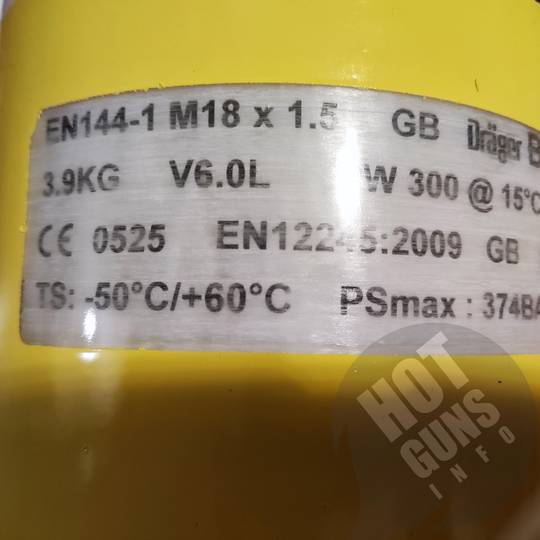 EN144-1 M18 x 1.5 GB Dräger B
3.9KG V6.0L W 300 @ 15°C
CE 0525 EN12245:2009 GB
TS: -50°C/+60°C PSmax : 374BA
HOT
GUNS
INFO